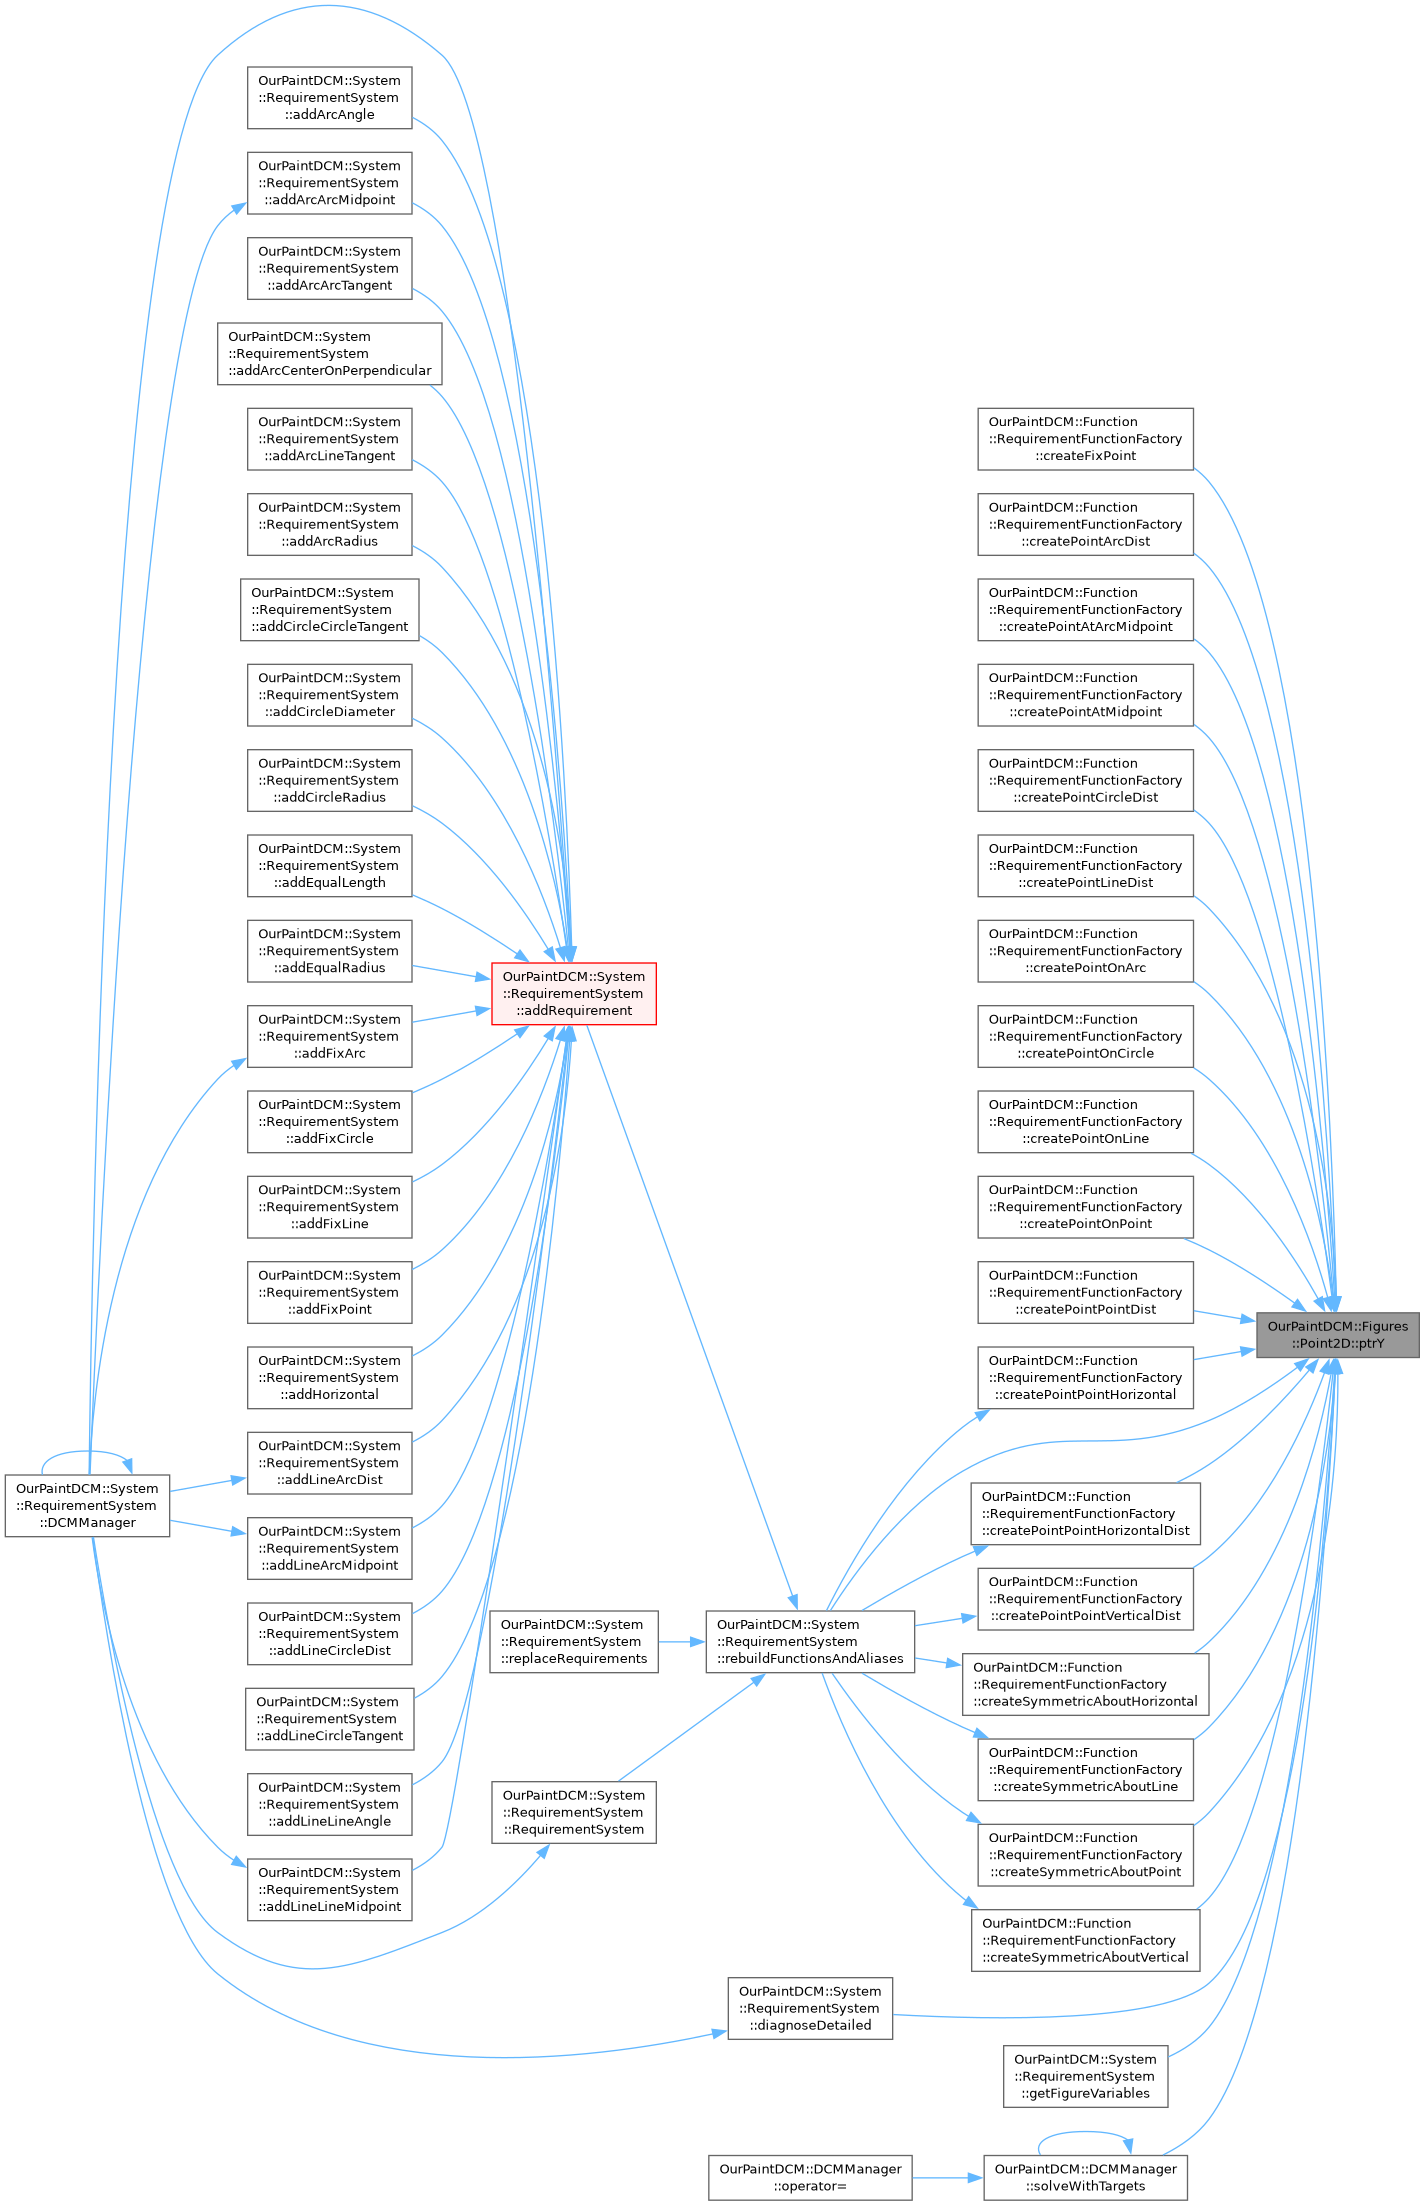 OurPaintDCM::System
::RequirementSystem
::addArcAngle
OurPaintDCM::System
::RequirementSystem
::addArcArcMidpoint
OurPaintDCM::System
::RequirementSystem
::addArcArcTangent
OurPaintDCM::System
::RequirementSystem
::addArcCenterOnPerpendicular
OurPaintDCM::System
::RequirementSystem
::addArcLineTangent
OurPaintDCM::System
::RequirementSystem
::addArcRadius
OurPaintDCM::System
::RequirementSystem
::addCircleCircleTangent
OurPaintDCM::System
::RequirementSystem
::addCircleDiameter
OurPaintDCM::System
::RequirementSystem
::addCircleRadius
OurPaintDCM::System
::RequirementSystem
::addEqualLength
OurPaintDCM::System
::RequirementSystem
::addEqualRadius
OurPaintDCM::System
::RequirementSystem
::addFixArc
OurPaintDCM::System
::RequirementSystem
::addFixCircle
OurPaintDCM::System
::RequirementSystem
::addFixLine
OurPaintDCM::System
::RequirementSystem
::addFixPoint
OurPaintDCM::System
::RequirementSystem
::addHorizontal
OurPaintDCM::System
::RequirementSystem
::addLineArcDist
OurPaintDCM::System
::RequirementSystem
::DCMManager
OurPaintDCM::System
::RequirementSystem
::addLineArcMidpoint
OurPaintDCM::System
::RequirementSystem
::addLineCircleDist
OurPaintDCM::System
::RequirementSystem
::addLineCircleTangent
OurPaintDCM::System
::RequirementSystem
::addLineLineAngle
OurPaintDCM::System
::RequirementSystem
::addLineLineMidpoint
OurPaintDCM::System
::RequirementSystem
::addRequirement
OurPaintDCM::System
::RequirementSystem
::replaceRequirements
OurPaintDCM::System
::RequirementSystem
::RequirementSystem
OurPaintDCM::System
::RequirementSystem
::rebuildFunctionsAndAliases
OurPaintDCM::System
::RequirementSystem
::diagnoseDetailed
OurPaintDCM::DCMManager
::operator=
OurPaintDCM::Function
::RequirementFunctionFactory
::createFixPoint
OurPaintDCM::Function
::RequirementFunctionFactory
::createPointArcDist
OurPaintDCM::Function
::RequirementFunctionFactory
::createPointAtArcMidpoint
OurPaintDCM::Function
::RequirementFunctionFactory
::createPointAtMidpoint
OurPaintDCM::Function
::RequirementFunctionFactory
::createPointCircleDist
OurPaintDCM::Function
::RequirementFunctionFactory
::createPointLineDist
OurPaintDCM::Function
::RequirementFunctionFactory
::createPointOnArc
OurPaintDCM::Function
::RequirementFunctionFactory
::createPointOnCircle
OurPaintDCM::Function
::RequirementFunctionFactory
::createPointOnLine
OurPaintDCM::Function
::RequirementFunctionFactory
::createPointOnPoint
OurPaintDCM::Function
::RequirementFunctionFactory
::createPointPointDist
OurPaintDCM::Function
::RequirementFunctionFactory
::createPointPointHorizontal
OurPaintDCM::Function
::RequirementFunctionFactory
::createPointPointHorizontalDist
OurPaintDCM::Function
::RequirementFunctionFactory
::createPointPointVerticalDist
OurPaintDCM::Function
::RequirementFunctionFactory
::createSymmetricAboutHorizontal
OurPaintDCM::Function
::RequirementFunctionFactory
::createSymmetricAboutLine
OurPaintDCM::Function
::RequirementFunctionFactory
::createSymmetricAboutPoint
OurPaintDCM::Function
::RequirementFunctionFactory
::createSymmetricAboutVertical
OurPaintDCM::System
::RequirementSystem
::getFigureVariables
OurPaintDCM::DCMManager
::solveWithTargets
OurPaintDCM::Figures
::Point2D::ptrY